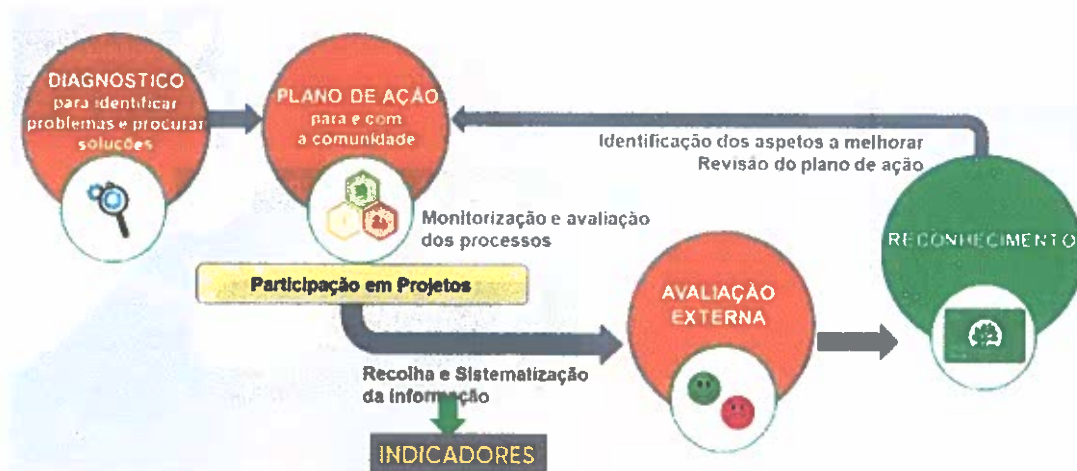 DIAGNOSTICO
para identificar
problemas e procurar
soluções
PLANO DE AÇÃO
para e com
a comunidade
Identificação dos aspetos a melhorar
Revisão do plano de ação
RECONHECIMENTO
Monitorização e avaliação
dos processos
Participação em Projetos
AVALIAÇÃO
EXTERNA
Recolha e Sistematização
da informação
INDICADORES